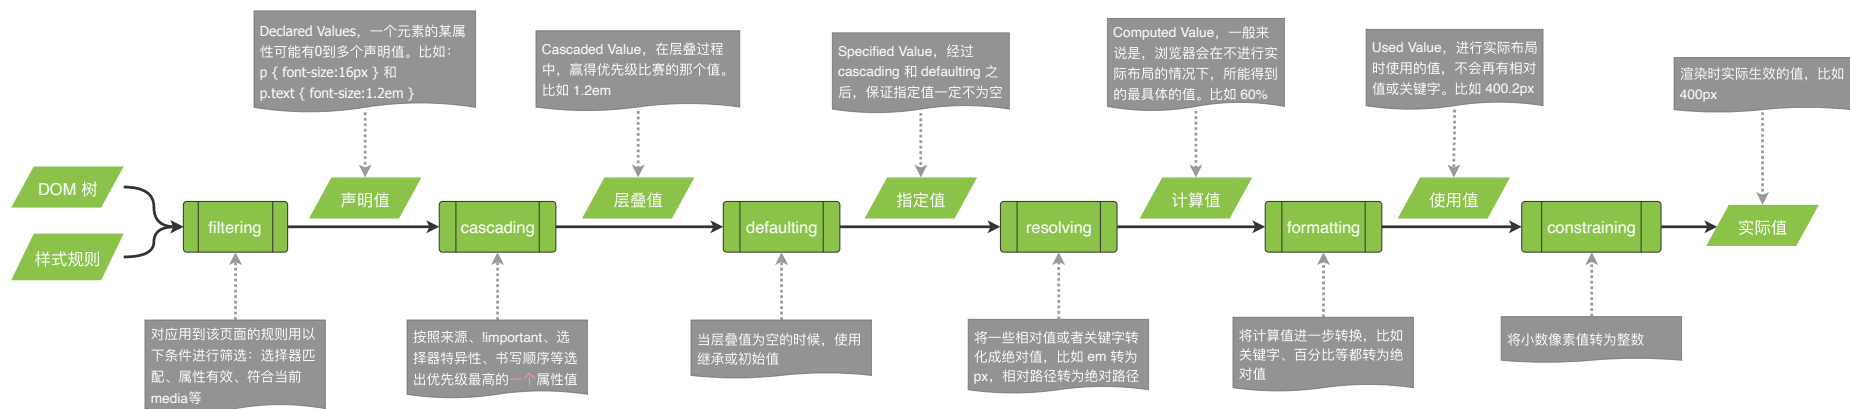 Declared Values，一个元素的某属
性可能有0到多个声明值。比如：
p { font-size:16px } 和
p.text { font-size:1.2em }
Cascaded Value，在层叠过程
中，赢得优先级比赛的那个值。
比如 1.2em
Specified Value，经过
cascading 和 defaulting 之
后，保证指定值一定不为空
Computed Value，一般来
说是，浏览器会在不进行实
际布局的情况下，所能得到
的最具体的值。比如 60%
Used Value，进行实际布局
时使用的值，不会再有相对
值或关键字。比如 400.2px
渲染时实际生效的值，比如
400px
DOM 树
样式规则
filtering
声明值
cascading
层叠值
defaulting
指定值
resolving
计算值
formatting
使用值
constraining
实际值
对应用到该页面的规则用以
下条件进行筛选：选择器匹
配、属性有效、符合当前
media等
按照来源、!important、选
择器特异性、书写顺序等选
出优先级最高的一个属性值
当层叠值为空的时候，使用
继承或初始值
将一些相对值或者关键字转
化成绝对值，比如 em 转为
px，相对路径转为绝对路径
将计算值进一步转换，比如
关键字、百分比等都转为绝
对值
将小数像素值转为整数